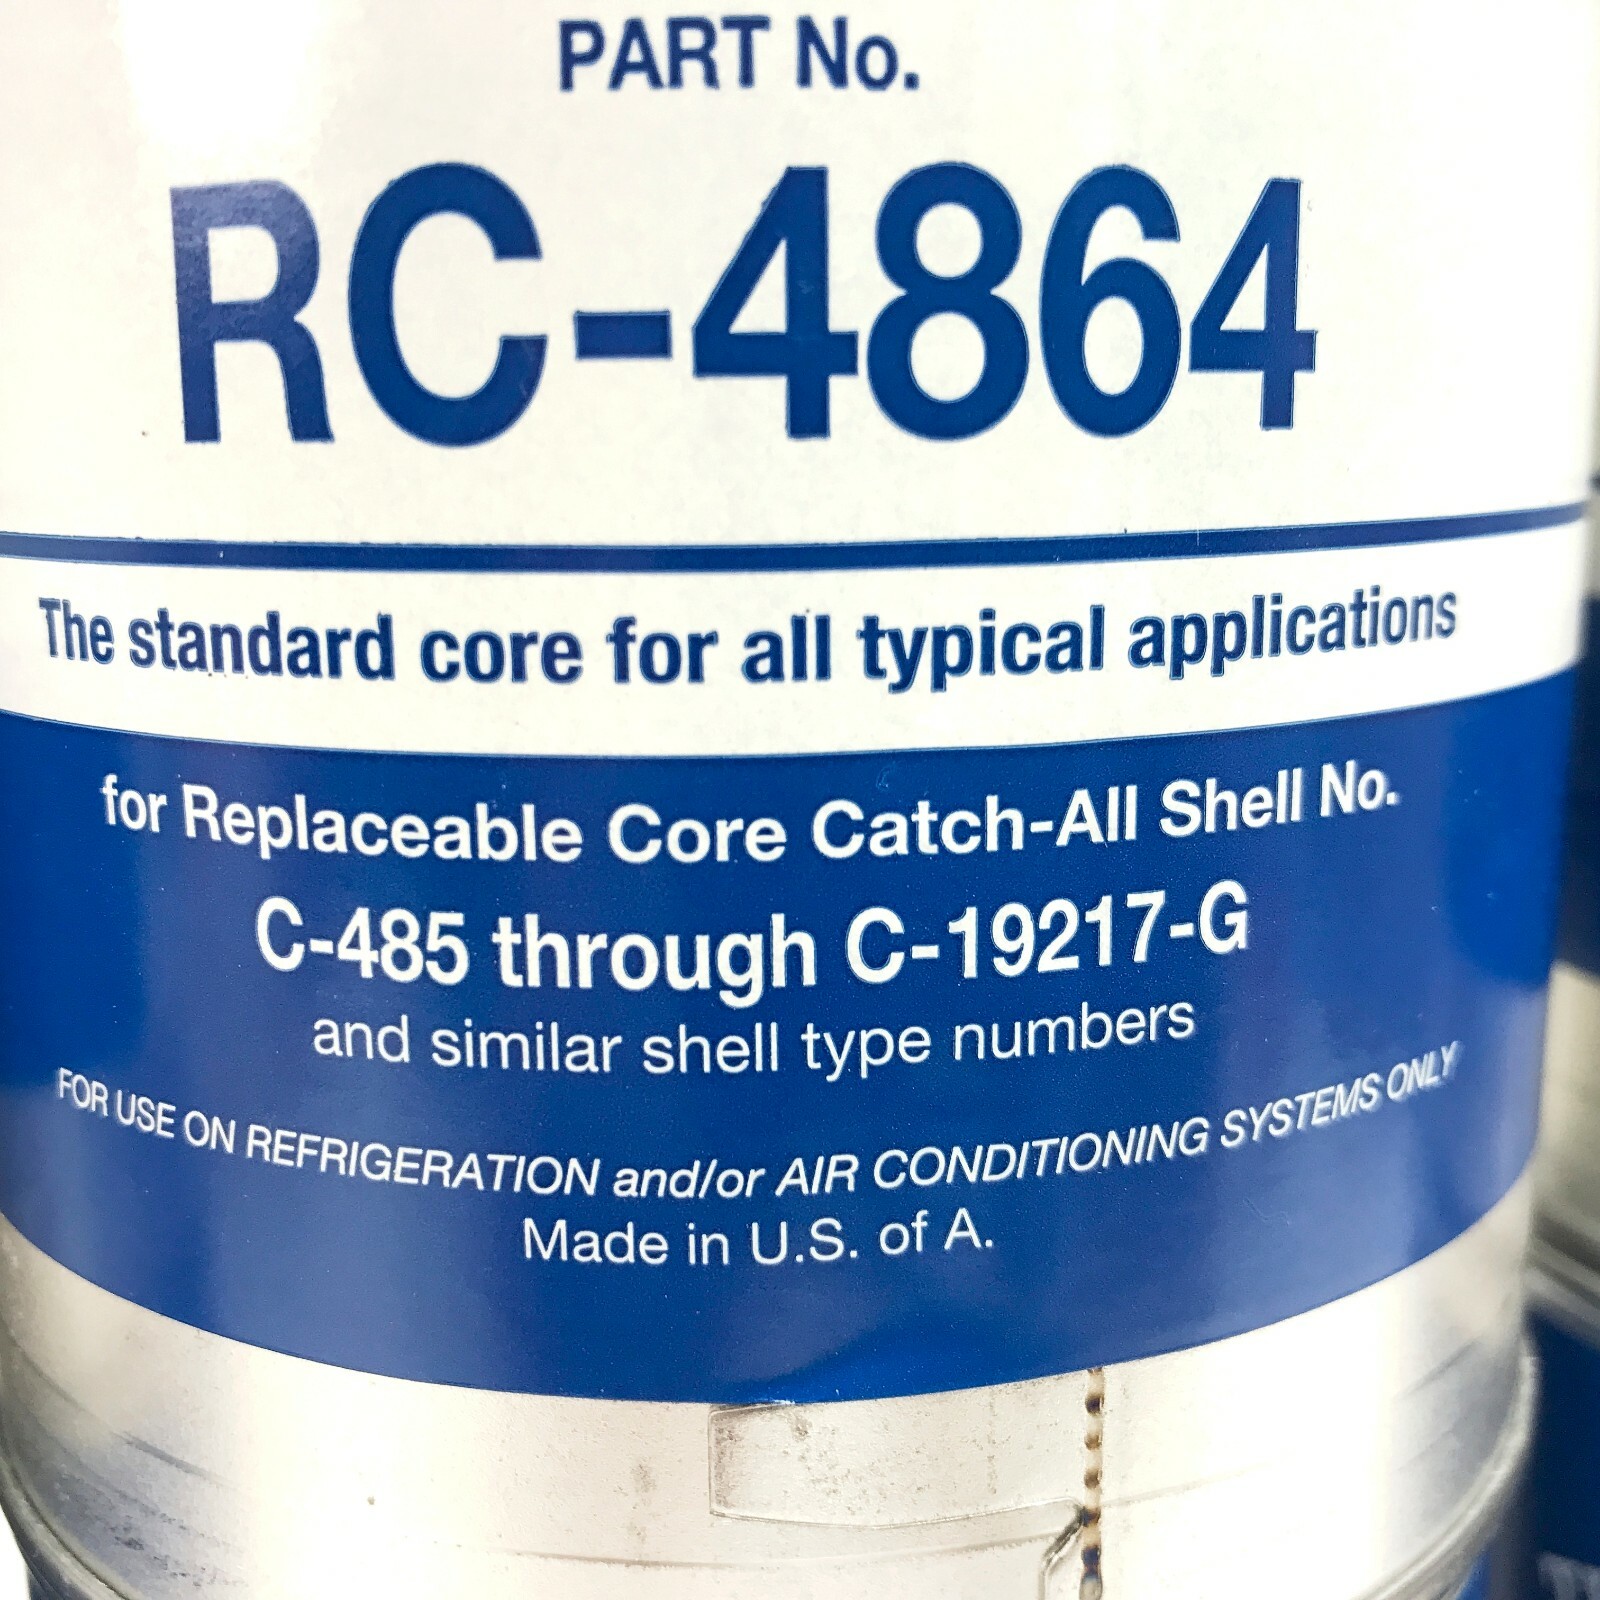 PART No.
RC-4864
The standard core for all typical applications
for Replaceable Core Catch-All Shell No.
C-485 through C-19217-G
and similar shell type numbers
FOR USE ON REFRIGERATION and/or AIR CONDITIONING SYSTEMS ONLY
Made in U.S. of A.